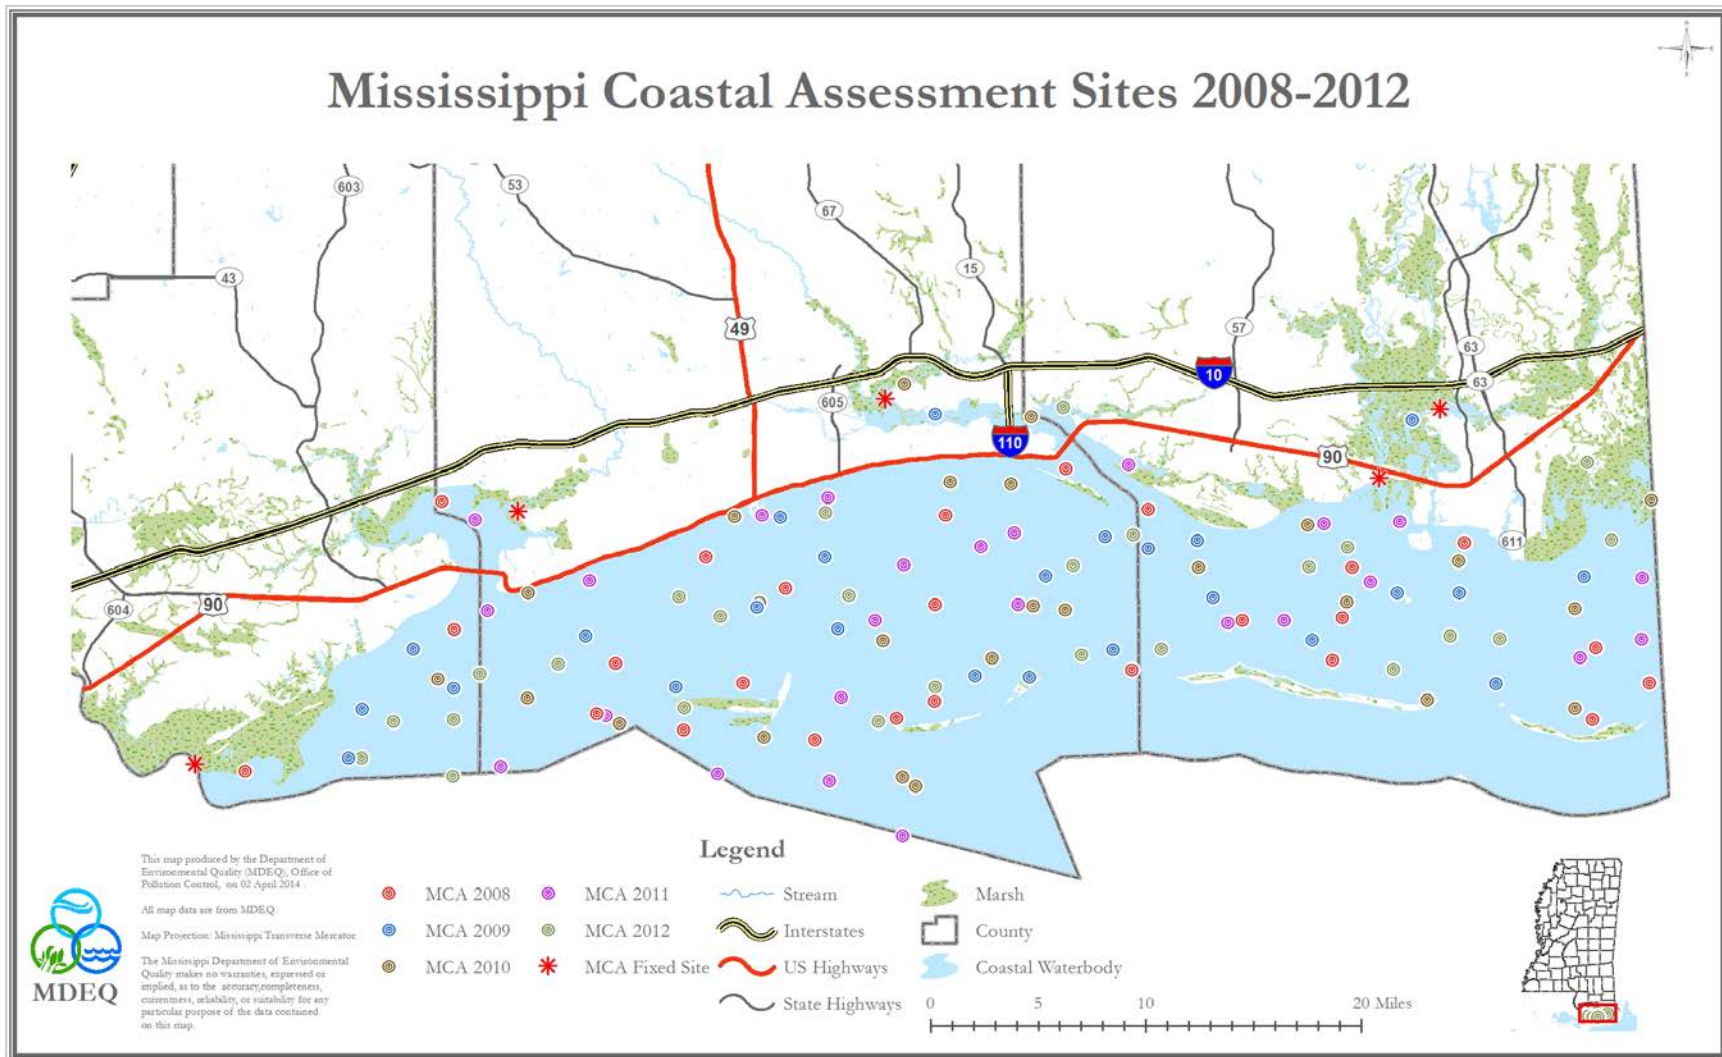 Mississippi Coastal Assessment Sites 2008-2012
603
53
67
43
15
49
57
63
10
63
605
110
90
611
604
90
Legend
This map produced by the Department of
Environmental Quality (MDEQ), Office of
Pollution Control, on 02 April 2014 .
All map data are from MDEQ
Map Projection: Mississippi Transverse Mercator
The Mississippi Department of Environmental
Quality makes no warranties, expressed or
implied, as to the accuracy,completeness,
currentness, reliability, or suitability for any
particular purpose of the data contained
on this map.
MDEQ
MCA 2008
MCA 2009
MCA 2010
MCA 2011
MCA 2012
MCA Fixed Site
Stream
Interstates
US Highways
State Highways
Marsh
County
Coastal Waterbody
0 5 10 20 Miles